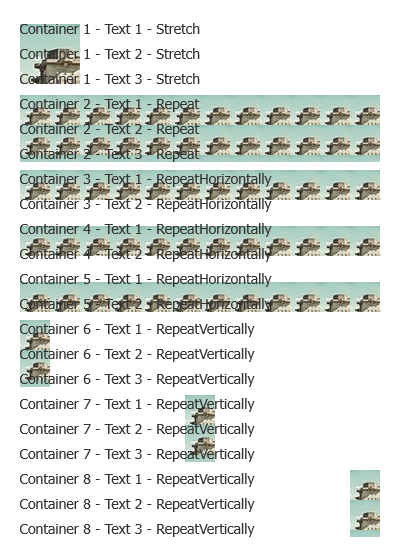 Container 1 - Text 1 - Stretch
Container 1 - Text 2 - Stretch
Container 1 - Text 3 - Stretch
Container 2 - Text 1 - Repeat
Container 2 - Text 2 - Repeat
Container 2 - Text 3 - Repeat
Container 3 - Text 1 - RepeatHorizontally
Container 3 - Text 2 - RepeatHorizontally
Container 4 - Text 1 - RepeatHorizontally
Container 4 - Text 2 - RepeatHorizontally
Container 5 - Text 1 - RepeatHorizontally
Container 5 - Text 2 - RepeatHorizontally
Container 6 - Text 1 - RepeatVertically
Container 6 - Text 2 - RepeatVertically
Container 6 - Text 3 - RepeatVertically
Container 7 - Text 1 - RepeatVertically
Container 7 - Text 2 - RepeatVertically
Container 7 - Text 3 - RepeatVertically
Container 8 - Text 1 - RepeatVertically
Container 8 - Text 2 - RepeatVertically
Container 8 - Text 3 - RepeatVertically